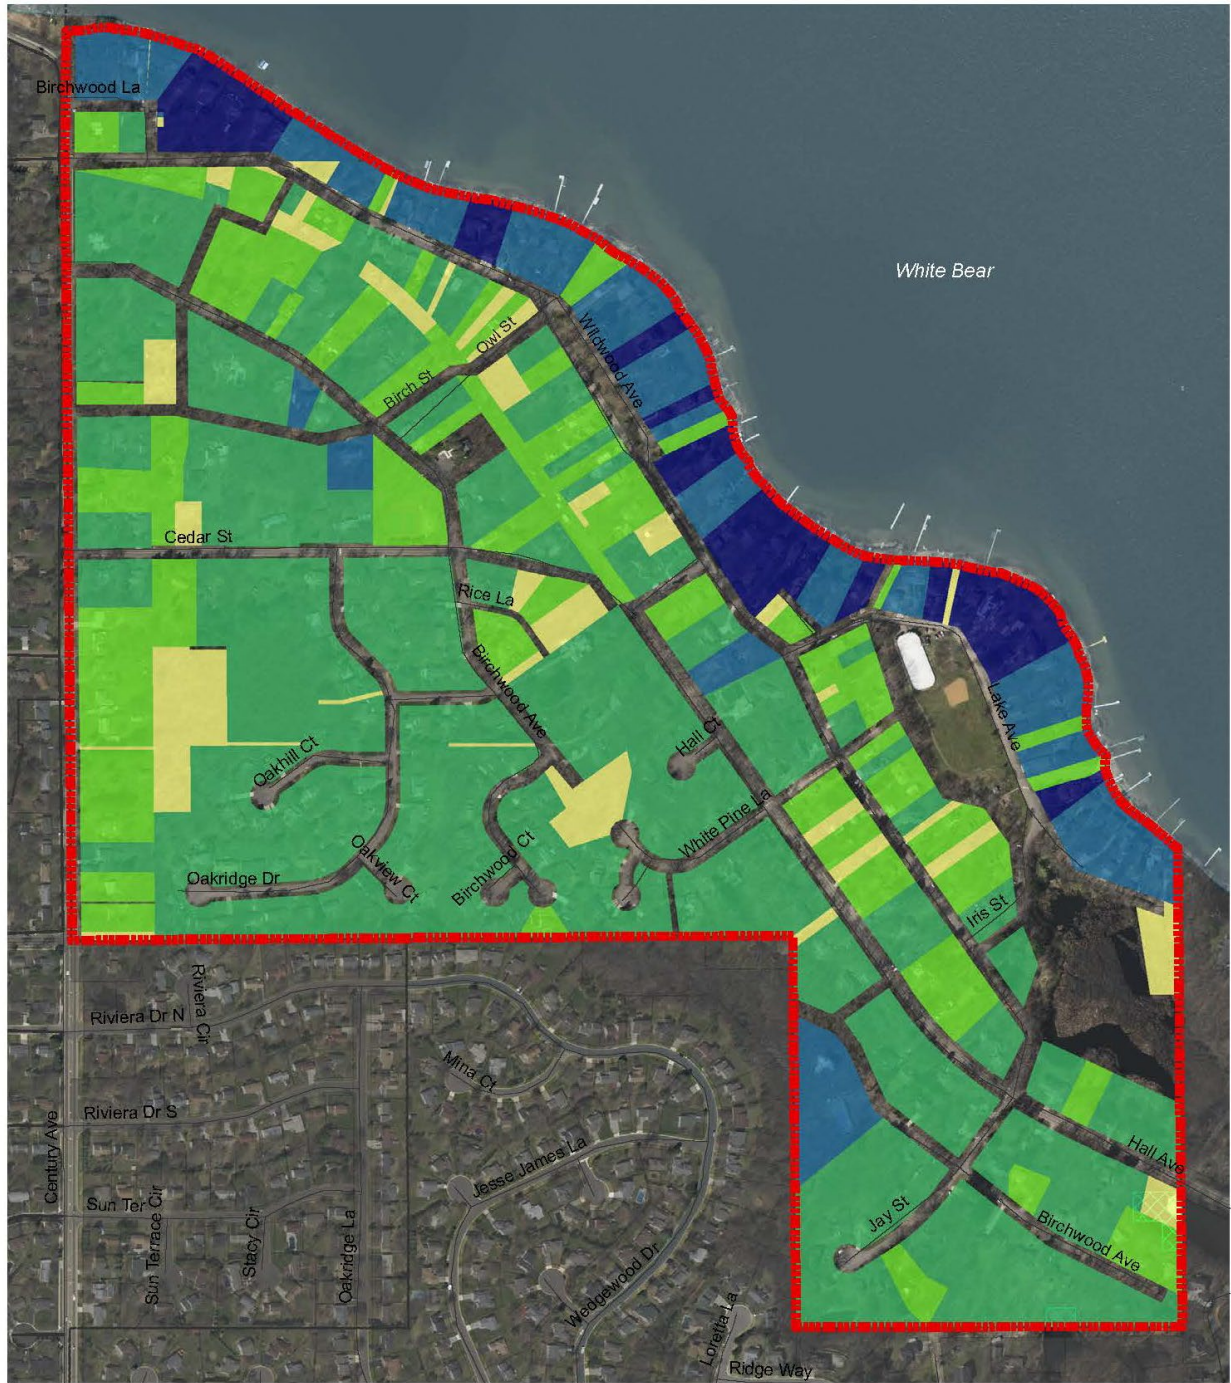 Birchwood La
White Bear
Wildwood Ave
Owl St
Birch St
Cedar St
Rice La
Birchwood Ave
Lake Ave
Hall Ct
Oakhill Ct
White Pine La
Oakview Ct
Birchwood Ct
Oakridge Dr
Iris St
Riviera Cir
Riviera Dr N
Mina Ct
Riviera Dr S
Century Ave
Hall Ave
Jesse James La
Sun Ter
Sun Terrace Cir
Stacy Cir
Oakridge La
Jay St
Birchwood Ave
Wedgewood Dr
Loretta La
Ridge Way